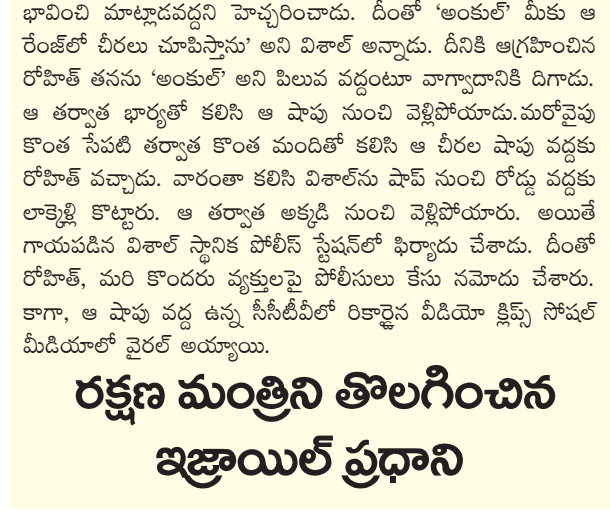 భావించి మాట్లాడవద్దని హెచ్చరించాడు. దీంతో ‘అంకుల్’ మీకు ఆ
రేంజ్‌లో చీరలు చూపిస్తాను’ అని విశాల్ అన్నాడు. దీనికి ఆగ్రహించిన
రోహిత్ తనను ‘అంకుల్’ అని పిలువ వద్దంటూ వాగ్వాదానికి దిగాడు.
ఆ తర్వాత భార్యతో కలిసి ఆ షాపు నుంచి వెళ్లిపోయాడు.మరోవైపు
కొంత సేపటి తర్వాత కొంత మందితో కలిసి ఆ చీరల షాపు వద్దకు
రోహిత్ వచ్చాడు. వారంతా కలిసి విశాల్‌ను షాప్ నుంచి రోడ్డు వద్దకు
లాక్కెళ్లి కొట్టారు. ఆ తర్వాత అక్కడి నుంచి వెళ్లిపోయారు. అయితే
గాయపడిన విశాల్ స్థానిక పోలీస్ స్టేషన్‌లో ఫిర్యాదు చేశాడు. దీంతో
రోహిత్, మరి కొందరు వ్యక్తులపై పోలీసులు కేసు నమోదు చేశారు.
కాగా, ఆ షాపు వద్ద ఉన్న సీసీటీవీలో రికార్డైన వీడియో క్లిప్స్ సోషల్
మీడియాలో వైరల్ అయ్యాయి.
రక్షణ మంత్రిని తొలగించిన
ఇజ్రాయిల్ ప్రధాని